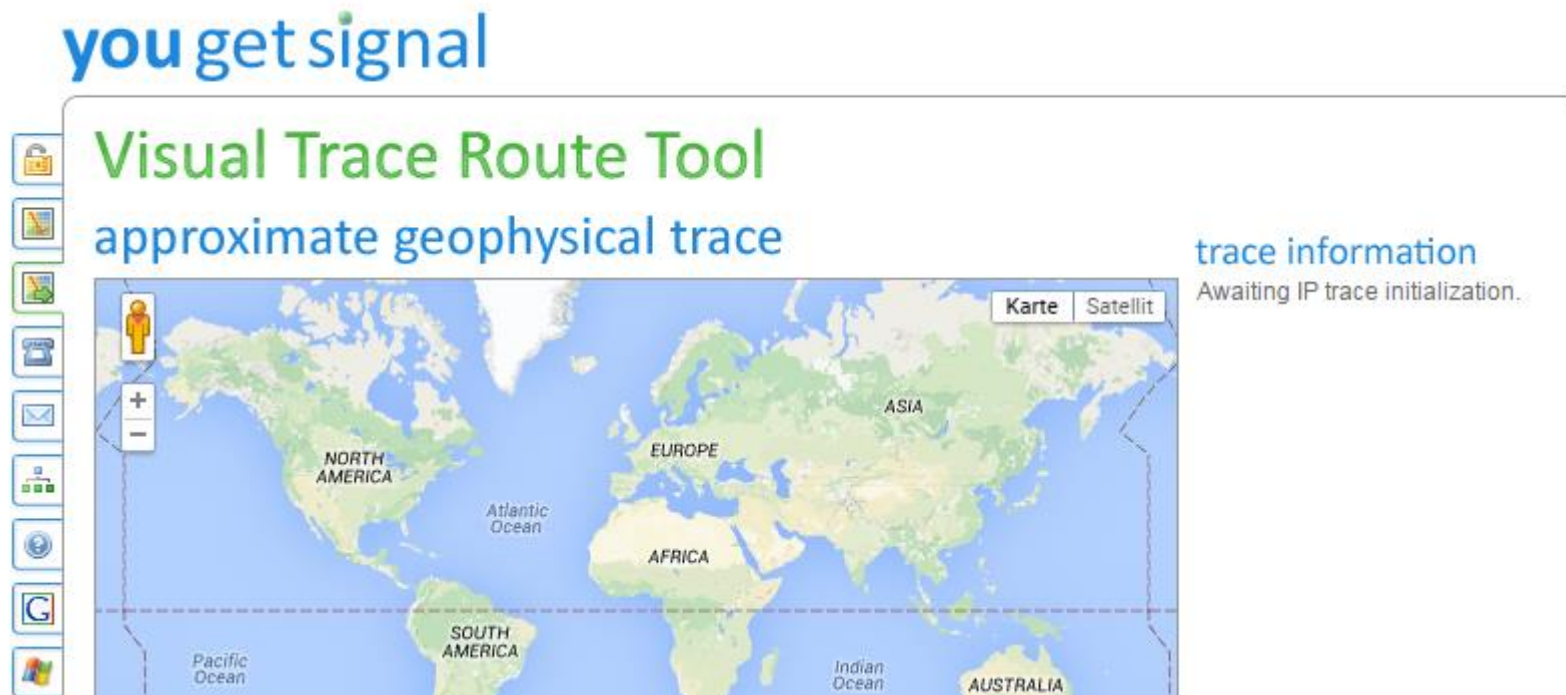 you get signal
Visual Trace Route Tool
approximate geophysical trace
trace information
Awaiting IP trace initialization.
Karte
Satellit
+
−
ASIA
EUROPE
NORTH
AMERICA
Atlantic
Ocean
AFRICA
G
SOUTH
AMERICA
Pacific
Ocean
Indian
Ocean
AUSTRALIA